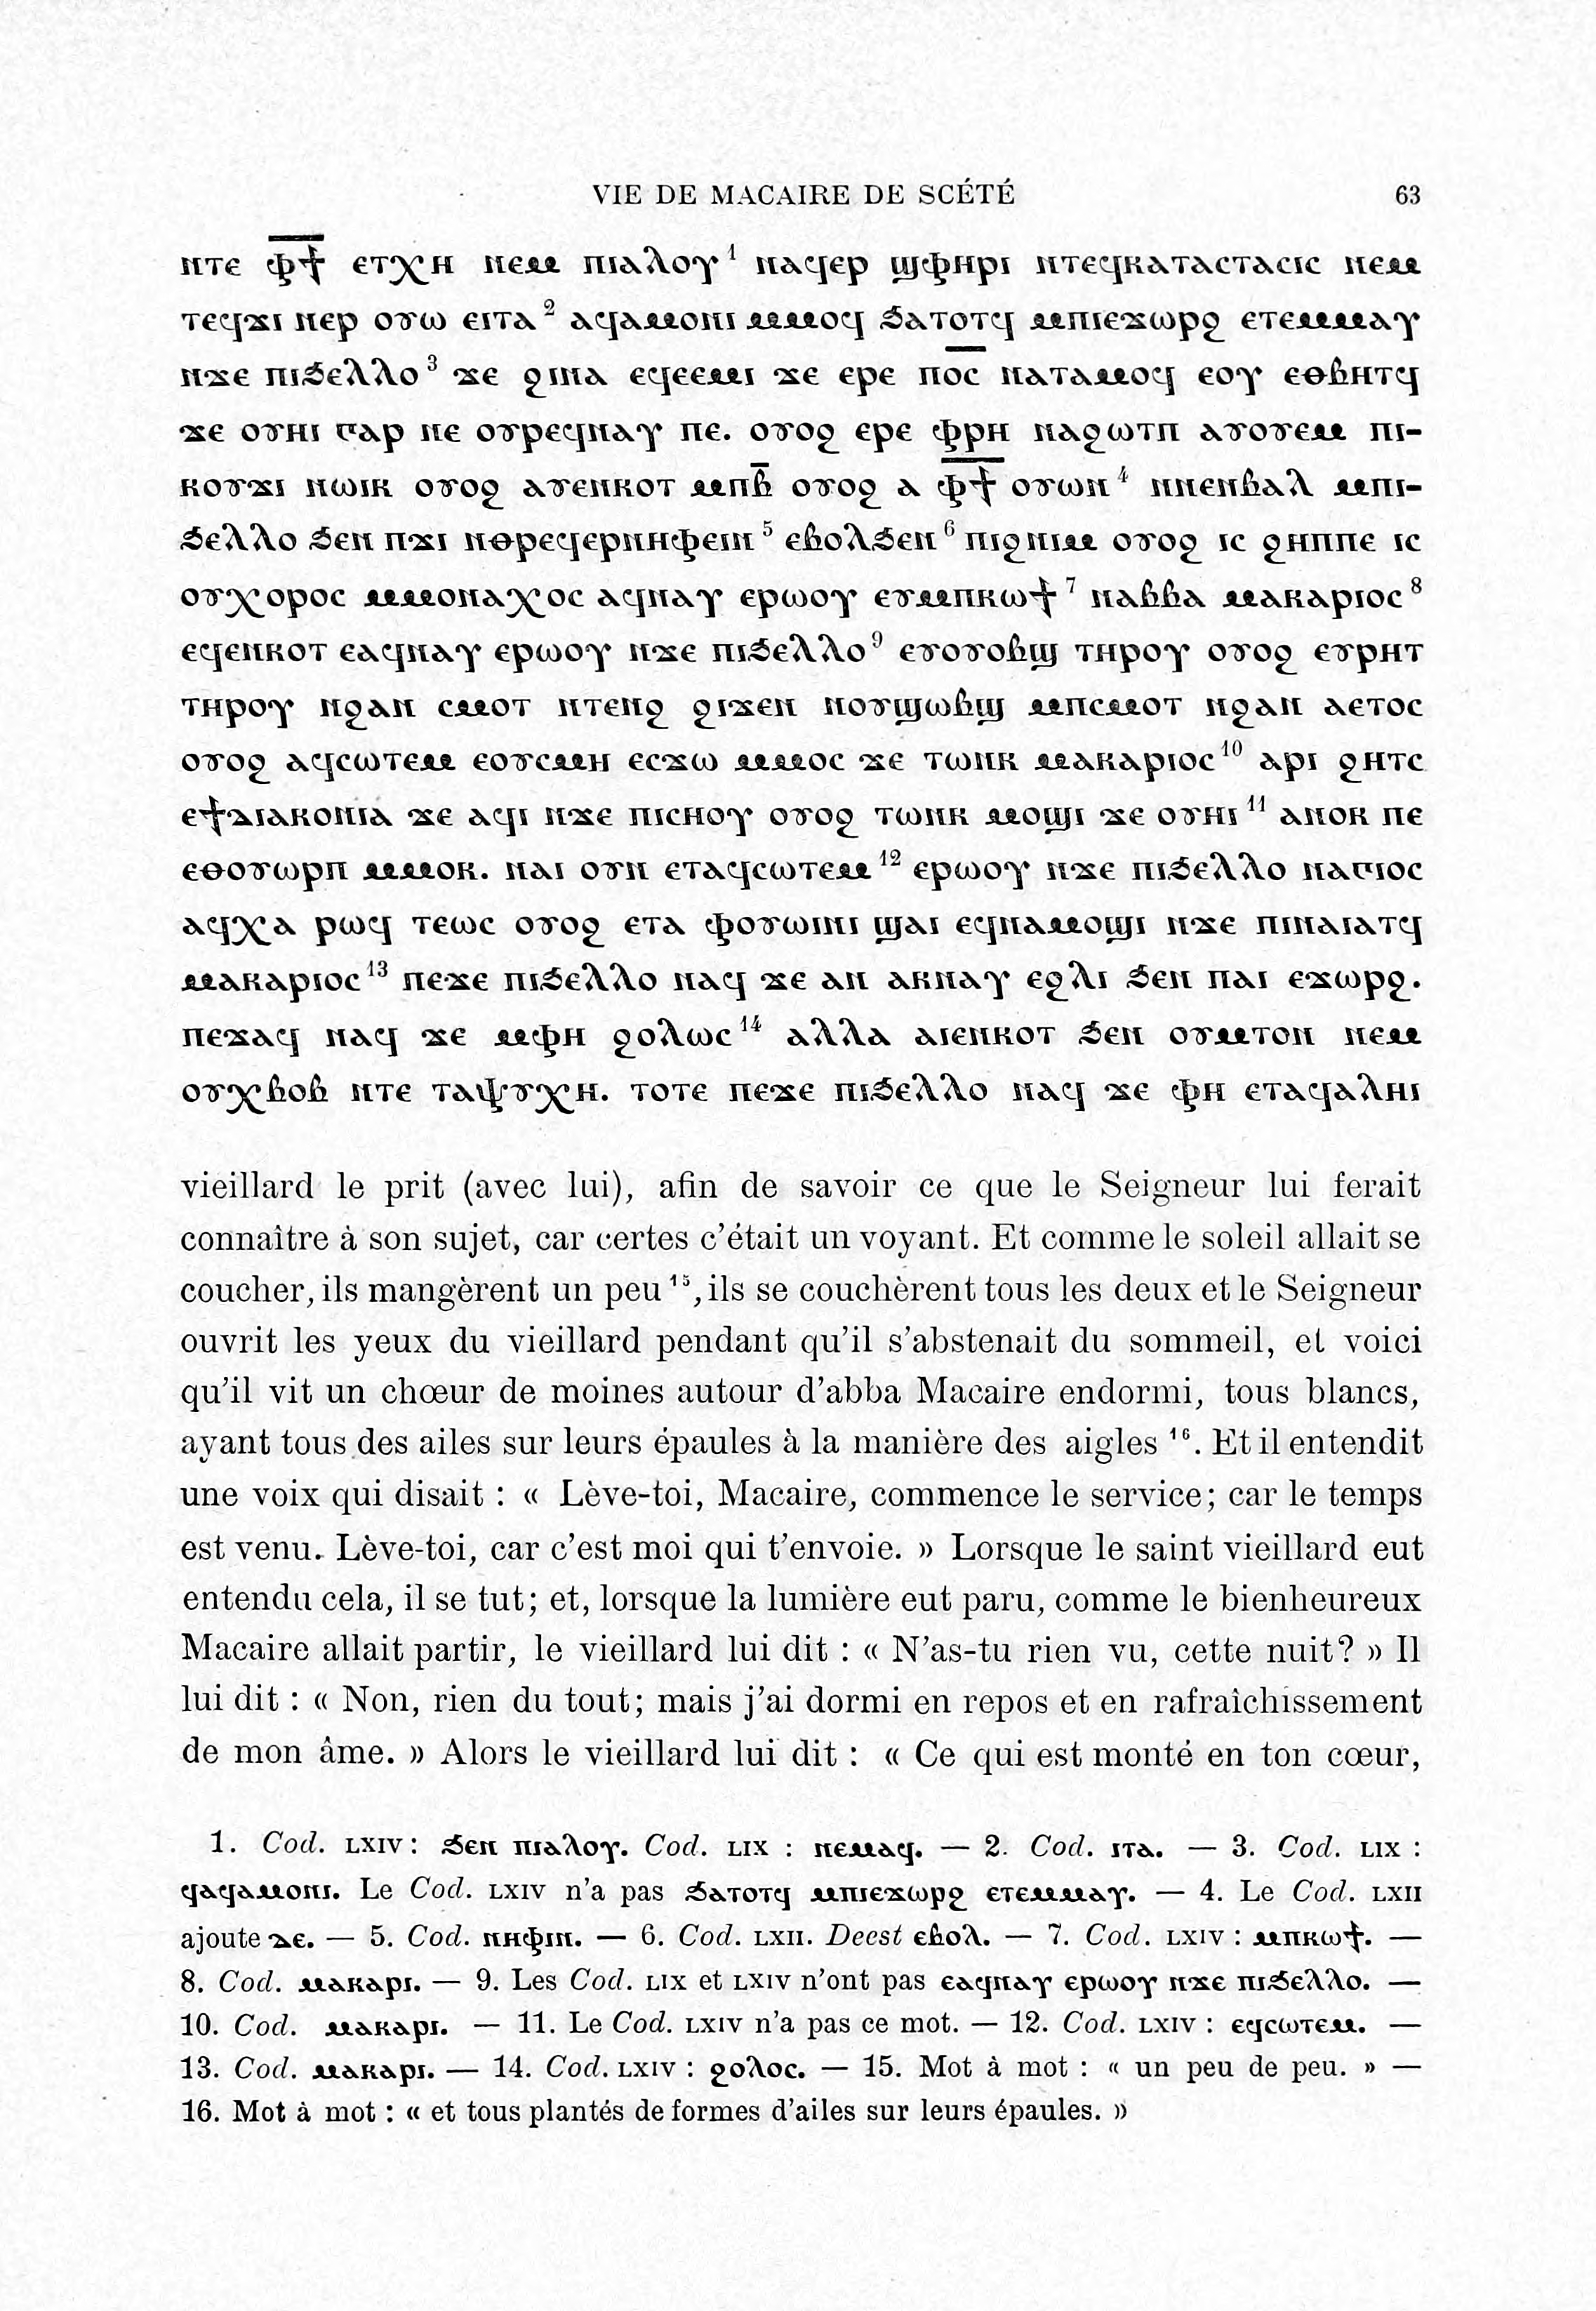 VIE DE MACAIRE DE SCÉTÉ 63
ⲛⲧⲉ ⲫ̅ϯ̅ ⲉⲧⲭⲏ ⲛⲉⲙ ⲡⲓⲁⲗⲟⲩ¹ ⲛⲁϥⲉⲣ ϣⲫⲏⲣⲓ ⲛⲧⲉϥⲕⲁⲧⲁⲥⲧⲁⲥⲓⲥ ⲛⲉⲙ
ⲧⲉϥϫⲓ ⲛⲉⲣ ⲟⲩⲱ ⲉⲓⲧⲁ² ⲁϥⲁⲙⲟⲛⲓ ⲙⲙⲟϥ ϧⲁⲧⲟⲧϥ ⲙⲡⲓⲉϫⲱⲣϩ ⲉⲧⲉⲙⲙⲁⲩ
ⲛϫⲉ ⲡⲓϧⲉⲗⲗⲟ³ ϫⲉ ϩⲓⲛⲁ ⲉϥⲉⲉⲙⲓ ϫⲉ ⲉⲣⲉ ⲡⲟ̅ⲥ̅ ⲛⲁⲧⲁⲙⲟϥ ⲉⲟⲩ ⲉⲑⲃⲏⲧϥ
ϫⲉ ⲟⲩⲏⲓ ⲅⲁⲣ ⲛⲉ ⲟⲩⲣⲉϥⲛⲁⲩ ⲡⲉ. ⲟⲩⲟϩ ⲉⲣⲉ ⲫⲣⲏ ⲛⲁϩⲱⲧⲡ ⲁⲩⲟⲩⲉⲙ ⲡⲓ-
ⲕⲟⲩϫⲓ ⲛⲱⲓⲕ ⲟⲩⲟϩ ⲁⲩⲉⲛⲕⲟⲧ ⲙⲡⲃ̅ ⲟⲩⲟϩ ⲁ ⲫ̅ϯ̅ ⲟⲩⲱⲛ⁴ ⲛⲛⲉⲛⲃⲁⲗ ⲙⲡⲓ-
ϧⲉⲗⲗⲟ ϧⲉⲛ ⲡϫⲓ ⲛⲑⲣⲉϥⲉⲣⲛⲏⲫⲉⲓⲛ⁵ ⲉⲃⲟⲗϧⲉⲛ⁶ ⲡⲓϩⲓⲛⲓⲙ ⲟⲩⲟϩ ⲓⲥ ϩⲏⲡⲡⲉ ⲓⲥ
ⲟⲩⲭⲟⲣⲟⲥ ⲙⲙⲟⲛⲁⲭⲟⲥ ⲁϥⲛⲁⲩ ⲉⲣⲱⲟⲩ ⲉⲩⲙⲡⲕⲱϯ⁷ ⲛⲁⲃⲃⲁ ⲙⲁⲕⲁⲣⲓⲟⲥ⁸
ⲉϥⲉⲛⲕⲟⲧ ⲉⲁϥⲛⲁⲩ ⲉⲣⲱⲟⲩ ⲛϫⲉ ⲡⲓϧⲉⲗⲗⲟ⁹ ⲉⲩⲟⲩⲟⲃϣ ⲧⲏⲣⲟⲩ ⲟⲩⲟϩ ⲉⲩⲣⲏⲧ
ⲧⲏⲣⲟⲩ ⲛϩⲁⲛ ⲥⲙⲟⲧ ⲛⲧⲉⲛϩ ϩⲓϫⲉⲛ ⲛⲟⲩϣⲱⲃϣ ⲙⲡⲥⲙⲟⲧ ⲛϩⲁⲛ ⲁⲉⲧⲟⲥ
ⲟⲩⲟϩ ⲁϥⲥⲱⲧⲉⲙ ⲉⲟⲩⲥⲙⲏ ⲉⲥϫⲱ ⲙⲙⲟⲥ ϫⲉ ⲧⲱⲛⲕ ⲙⲁⲕⲁⲣⲓⲟⲥ¹⁰ ⲁⲣⲓ ϩⲏⲧⲥ
ⲉϯⲇⲓⲁⲕⲟⲛⲓⲁ ϫⲉ ⲁϥⲓ ⲛϫⲉ ⲡⲓⲥⲏⲟⲩ ⲟⲩⲟϩ ⲧⲱⲛⲕ ⲙⲟϣⲓ ϫⲉ ⲟⲩⲏⲓ¹¹ ⲁⲛⲟⲕ ⲡⲉ
ⲉⲑⲟⲩⲱⲣⲡ ⲙⲙⲟⲕ. ⲛⲁⲓ ⲟⲩⲛ ⲉⲧⲁϥⲥⲱⲧⲉⲙ¹² ⲉⲣⲱⲟⲩ ⲛϫⲉ ⲡⲓϧⲉⲗⲗⲟ ⲛⲁⲅⲓⲟⲥ
ⲁϥⲭⲁ ⲣⲱϥ ⲧⲉⲱⲥ ⲟⲩⲟϩ ⲉⲧⲁ ⲫⲟⲩⲱⲓⲛⲓ ϣⲁⲓ ⲉϥⲛⲁⲙⲟϣⲓ ⲛϫⲉ ⲡⲓⲛⲁⲓⲁⲧϥ
ⲙⲁⲕⲁⲣⲓⲟⲥ¹³ ⲡⲉϫⲉ ⲡⲓϧⲉⲗⲗⲟ ⲛⲁϥ ϫⲉ ⲁⲛ ⲁⲕⲛⲁⲩ ⲉϩⲗⲓ ϧⲉⲛ ⲡⲁⲓ ⲉϫⲱⲣϩ.
ⲡⲉϫⲁϥ ⲛⲁϥ ϫⲉ ⲙⲫⲏ ϩⲟⲗⲱⲥ¹⁴ ⲁⲗⲗⲁ ⲁⲓⲉⲛⲕⲟⲧ ϧⲉⲛ ⲟⲩⲙⲧⲟⲛ ⲛⲉⲙ
ⲟⲩⲭⲃⲟⲃ ⲛⲧⲉ ⲧⲁⲯⲩⲭⲏ. ⲧⲟⲧⲉ ⲡⲉϫⲉ ⲡⲓϧⲉⲗⲗⲟ ⲛⲁϥ ϫⲉ ⲫⲏ ⲉⲧⲁϥⲁⲗⲏⲓ
vieillard le prit (avec lui), afin de savoir ce que le Seigneur lui ferait
connaître à son sujet, car certes c'était un voyant. Et comme le soleil allait se
coucher, ils mangèrent un peu ¹⁵, ils se couchèrent tous les deux et le Seigneur
ouvrit les yeux du vieillard pendant qu'il s'abstenait du sommeil, et voici
qu'il vit un chœur de moines autour d'abba Macaire endormi, tous blancs,
ayant tous des ailes sur leurs épaules à la manière des aigles ¹⁶. Et il entendit
une voix qui disait : « Lève-toi, Macaire, commence le service; car le temps
est venu. Lève-toi, car c'est moi qui t'envoie. » Lorsque le saint vieillard eut
entendu cela, il se tut; et, lorsque la lumière eut paru, comme le bienheureux
Macaire allait partir, le vieillard lui dit : « N'as-tu rien vu, cette nuit? » Il
lui dit : « Non, rien du tout; mais j'ai dormi en repos et en rafraîchissement
de mon âme. » Alors le vieillard lui dit : « Ce qui est monté en ton cœur,
1. Cod. LXIV : ϧⲉⲛ ⲡⲓⲁⲗⲟⲩ. Cod. LIX : ⲛⲉⲙⲁϥ. — 2. Cod. ⲓⲧⲁ. — 3. Cod. LIX :
ϥⲁϥⲁⲙⲟⲛⲓ. Le Cod. LXIV n'a pas ϧⲁⲧⲟⲧϥ ⲙⲡⲓⲉϫⲱⲣϩ ⲉⲧⲉⲙⲙⲁⲩ. — 4. Le Cod. LXII
ajoute ϫⲉ. — 5. Cod. ⲛⲏⲫⲓⲛ. — 6. Cod. LXII. Deest ⲉⲃⲟⲗ. — 7. Cod. LXIV : ⲙⲡⲕⲱϯ. —
8. Cod. ⲙⲁⲕⲁⲣⲓ. — 9. Les Cod. LIX et LXIV n'ont pas ⲉⲁϥⲛⲁⲩ ⲉⲣⲱⲟⲩ ⲛϫⲉ ⲡⲓϧⲉⲗⲗⲟ. —
10. Cod. ⲙⲁⲕⲁⲣⲓ. — 11. Le Cod. LXIV n'a pas ce mot. — 12. Cod. LXIV : ⲉϥⲥⲱⲧⲉⲙ. —
13. Cod. ⲙⲁⲕⲁⲣⲓ. — 14. Cod. LXIV : ϩⲟⲗⲟⲥ. — 15. Mot à mot : « un peu de peu. » —
16. Mot à mot : « et tous plantés de formes d'ailes sur leurs épaules. »